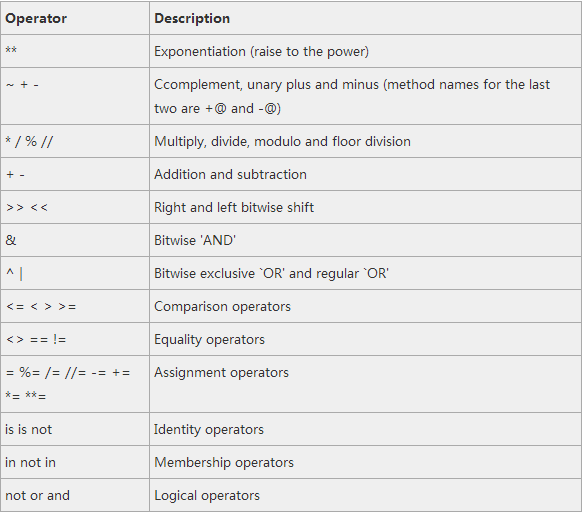 Operator Description
** Exponentiation (raise to the power)
~ + - Ccomplement, unary plus and minus (method names for the last
two are +@ and -@)
* / % // Multiply, divide, modulo and floor division
+ - Addition and subtraction
>> << Right and left bitwise shift
& Bitwise 'AND'
^ | Bitwise exclusive `OR' and regular `OR'
<= < > >= Comparison operators
<> == != Equality operators
= %= /= //= -= += Assignment operators
*= **=
is is not Identity operators
in not in Membership operators
not or and Logical operators